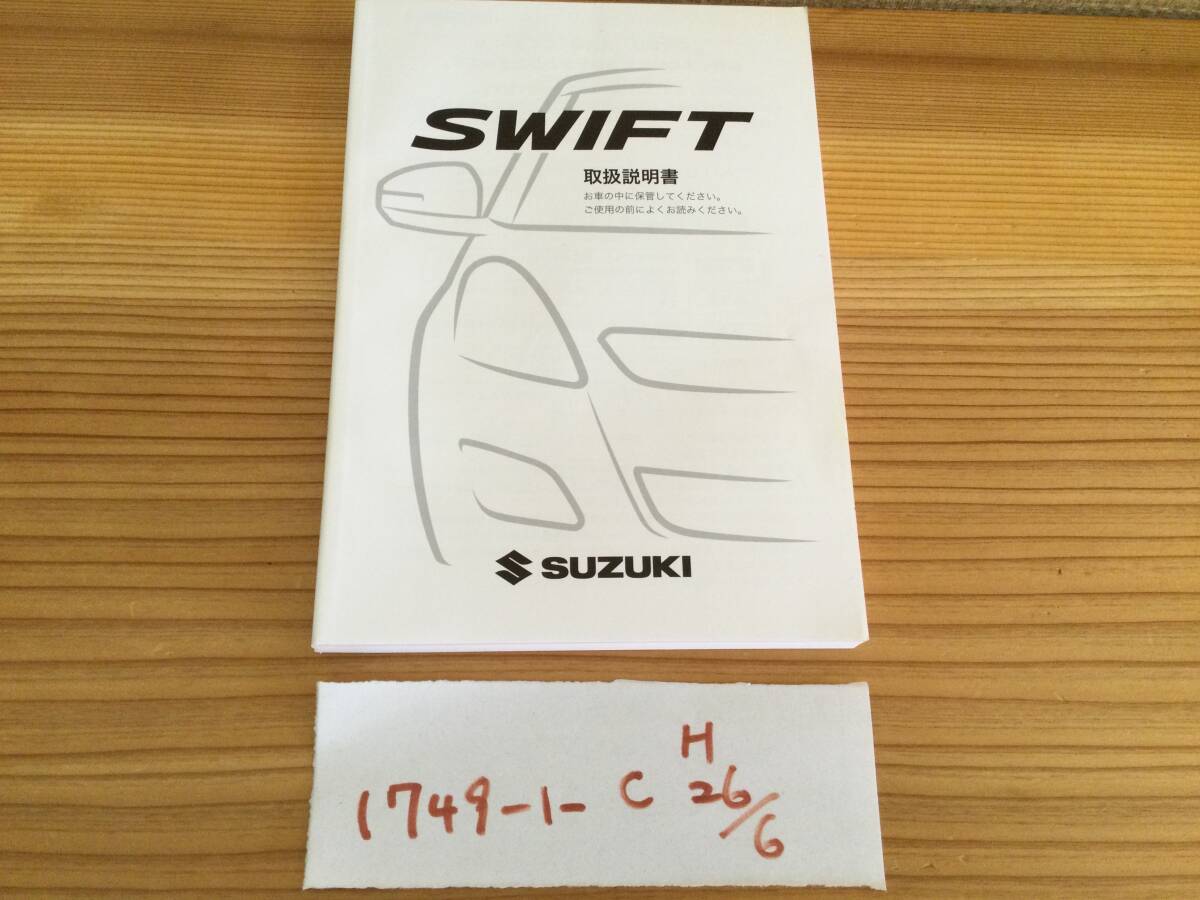 SWIFT
取扱説明書
お車の中に保管してください。
ご使用の前によくお読みください。
SUZUKI
1749-1-C H26/6